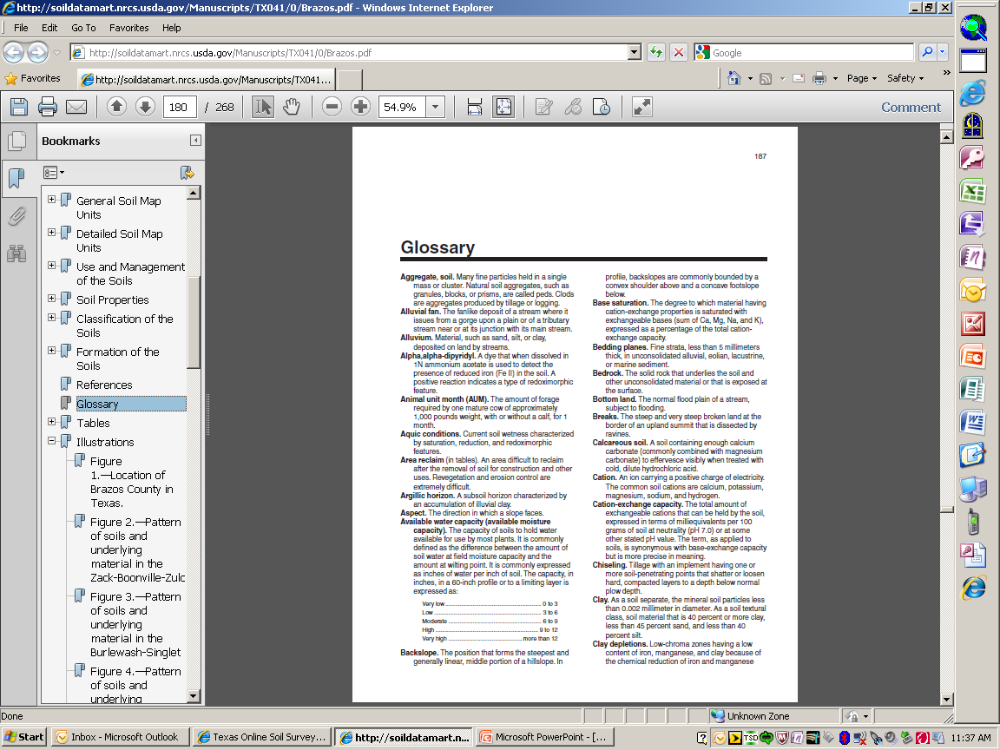 http://soildatamart.nrcs.usda.gov/Manuscripts/TX041/0/Brazos.pdf - Windows Internet Explorer
File Edit Go To Favorites Help
http://soildatamart.nrcs.usda.gov/Manuscripts/TX041/0/Brazos.pdf
Google
Favorites
http://soildatamart.nrcs.usda.gov/Manuscripts/TX041...
Page Safety »
180 / 268
54.9%
Comment
Bookmarks
General Soil Map
Units
Detailed Soil Map
Units
Use and Management
of the Soils
Soil Properties
Classification of the
Soils
Formation of the
Soils
References
Glossary
Tables
Illustrations
Figure
1.—Location of
Brazos County in
Texas.
Figure 2.—Pattern
of soils and
underlying
material in the
Zack-Boonville-Zulc
Figure 3.—Pattern
of soils and
underlying
material in the
Burlewash-Singlet
Figure 4.—Pattern
of soils and
underlying
187
Glossary
Aggregate, soil. Many fine particles held in a single
mass or cluster. Natural soil aggregates, such as
granules, blocks, or prisms, are called peds. Clods
are aggregates produced by tillage or logging.
Alluvial fan. The fanlike deposit of a stream where it
issues from a gorge upon a plain or of a tributary
stream near or at its junction with its main stream.
Alluvium. Material, such as sand, silt, or clay,
deposited on land by streams.
Alpha,alpha-dipyridyl. A dye that when dissolved in
1N ammonium acetate is used to detect the
presence of reduced iron (Fe II) in the soil. A
positive reaction indicates a type of redoximorphic
feature.
Animal unit month (AUM). The amount of forage
required by one mature cow of approximately
1,000 pounds weight, with or without a calf, for 1
month.
Aquic conditions. Current soil wetness characterized
by saturation, reduction, and redoximorphic
features.
Area reclaim (in tables). An area difficult to reclaim
after the removal of soil for construction and other
uses. Revegetation and erosion control are
extremely difficult.
Argillic horizon. A subsoil horizon characterized by
an accumulation of illuvial clay.
Aspect. The direction in which a slope faces.
Available water capacity (available moisture
capacity). The capacity of soils to hold water
available for use by most plants. It is commonly
defined as the difference between the amount of
soil water at field moisture capacity and the
amount at wilting point. It is commonly expressed
as inches of water per inch of soil. The capacity, in
inches, in a 60-inch profile or to a limiting layer is
expressed as:
Very low ........ 0 to 3
Low ........ 3 to 6
Moderate ........ 6 to 9
High ........ 9 to 12
Very high ........ more than 12
Backslope. The position that forms the steepest and
generally linear, middle portion of a hillslope. In
profile, backslopes are commonly bounded by a
convex shoulder above and a concave footslope
below.
Base saturation. The degree to which material having
cation-exchange properties is saturated with
exchangeable bases (sum of Ca, Mg, Na, and K),
expressed as a percentage of the total cation-
exchange capacity.
Bedding planes. Fine strata, less than 5 millimeters
thick, in unconsolidated alluvial, eolian, lacustrine,
or marine sediment.
Bedrock. The solid rock that underlies the soil and
other unconsolidated material or that is exposed at
the surface.
Bottom land. The normal flood plain of a stream,
subject to flooding.
Breaks. The steep and very steep broken land at the
border of an upland summit that is dissected by
ravines.
Calcareous soil. A soil containing enough calcium
carbonate (commonly combined with magnesium
carbonate) to effervesce visibly when treated with
cold, dilute hydrochloric acid.
Cation. An ion carrying a positive charge of electricity.
The common soil cations are calcium, potassium,
magnesium, sodium, and hydrogen.
Cation-exchange capacity. The total amount of
exchangeable cations that can be held by the soil,
expressed in terms of milliequivalents per 100
grams of soil at neutrality (pH 7.0) or at some
other stated pH value. The term, as applied to
soils, is synonymous with base-exchange capacity
but is more precise in meaning.
Chiseling. Tillage with an implement having one or
more soil-penetrating points that shatter or loosen
hard, compacted layers to a depth below normal
plow depth.
Clay. As a soil separate, the mineral soil particles less
than 0.002 millimeter in diameter. As a soil textural
class, soil material that is 40 percent or more clay,
less than 45 percent sand, and less than 40
percent silt.
Clay depletions. Low-chroma zones having a low
content of iron, manganese, and clay because of
the chemical reduction of iron and manganese
Done
Unknown Zone
Start
Inbox - Microsoft Outlook
Texas Online Soil Survey...
http://soildatamart.n...
Microsoft PowerPoint - [...
TSD
11:37 AM